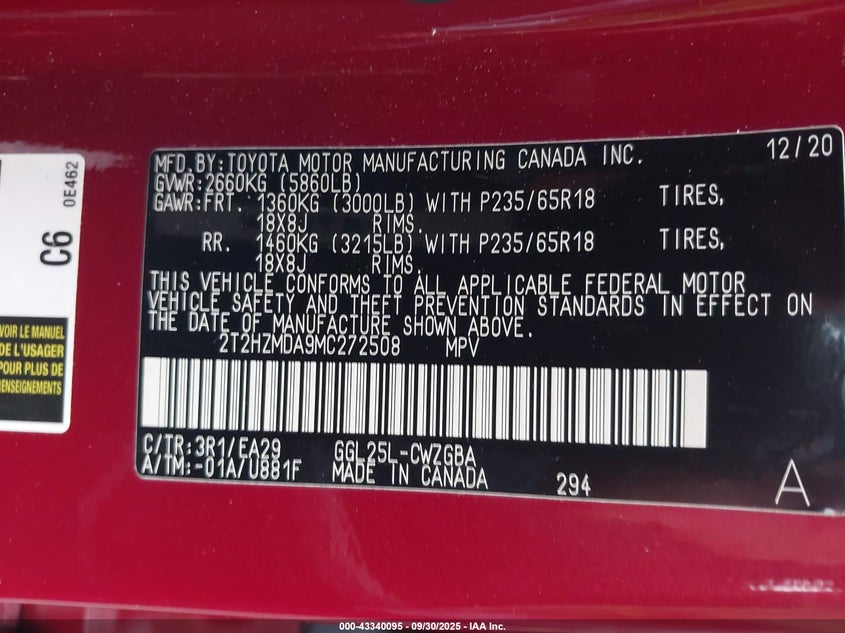 MFD.BY:TOYOTA MOTOR MANUFACTURING CANADA INC. 12/20
GVWR:2660KG (5860LB)
GAWR:FRT. 1360KG (3000LB) WITH P235/65R18 TIRES,
18X8J RIMS.
RR. 1460KG (3215LB) WITH P235/65R18 TIRES,
18X8J RIMS.
THIS VEHICLE CONFORMS TO ALL APPLICABLE FEDERAL MOTOR
VEHICLE SAFETY AND THEFT PREVENTION STANDARDS IN EFFECT ON
THE DATE OF MANUFACTURE SHOWN ABOVE.
2T2HZMDA9MC272508 MPV
C/TR:3R1/EA29 GGL25L-CWZGBA
A/TM:-01A/U881F MADE IN CANADA 294 A
C6 0E462
VOIR LE MANUEL
DE L'USAGER
POUR PLUS DE
RENSEIGNEMENTS
000-43340095 - 09/30/2025 - IAA Inc.